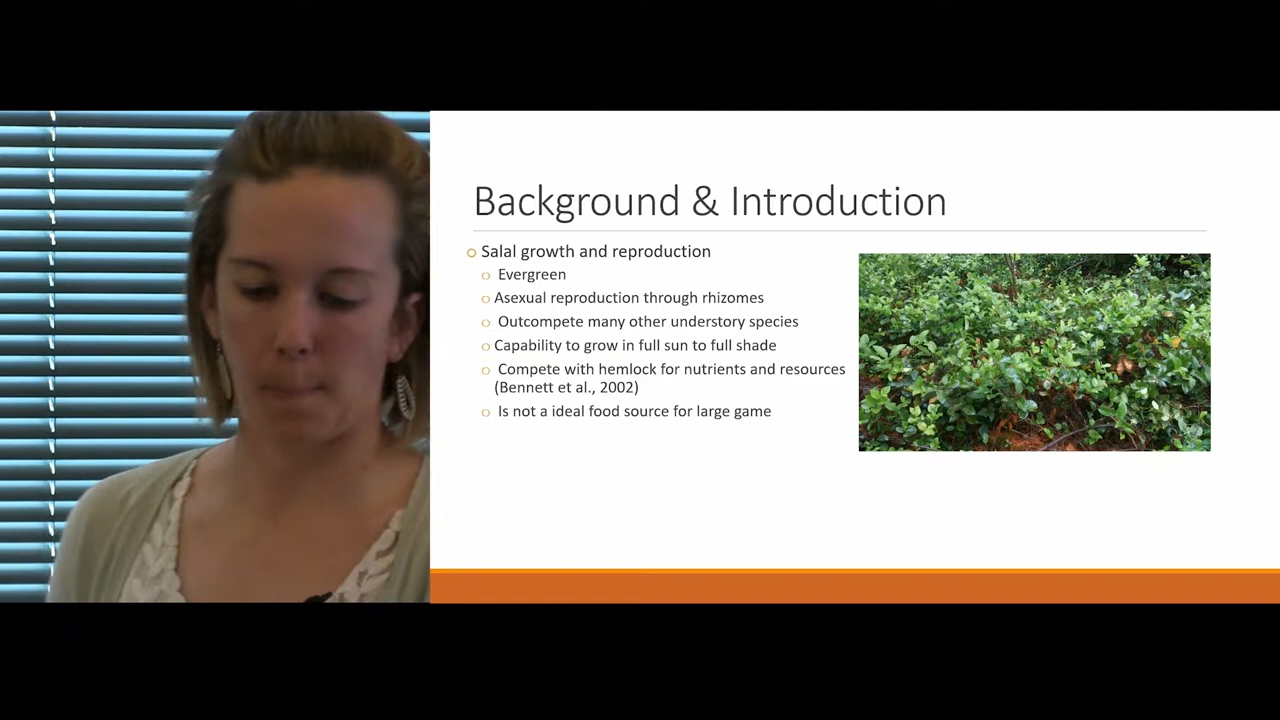 Background & Introduction
Salal growth and reproduction
Evergreen
Asexual reproduction through rhizomes
Outcompete many other understory species
Capability to grow in full sun to full shade
Compete with hemlock for nutrients and resources
(Bennett et al., 2002)
Is not a ideal food source for large game